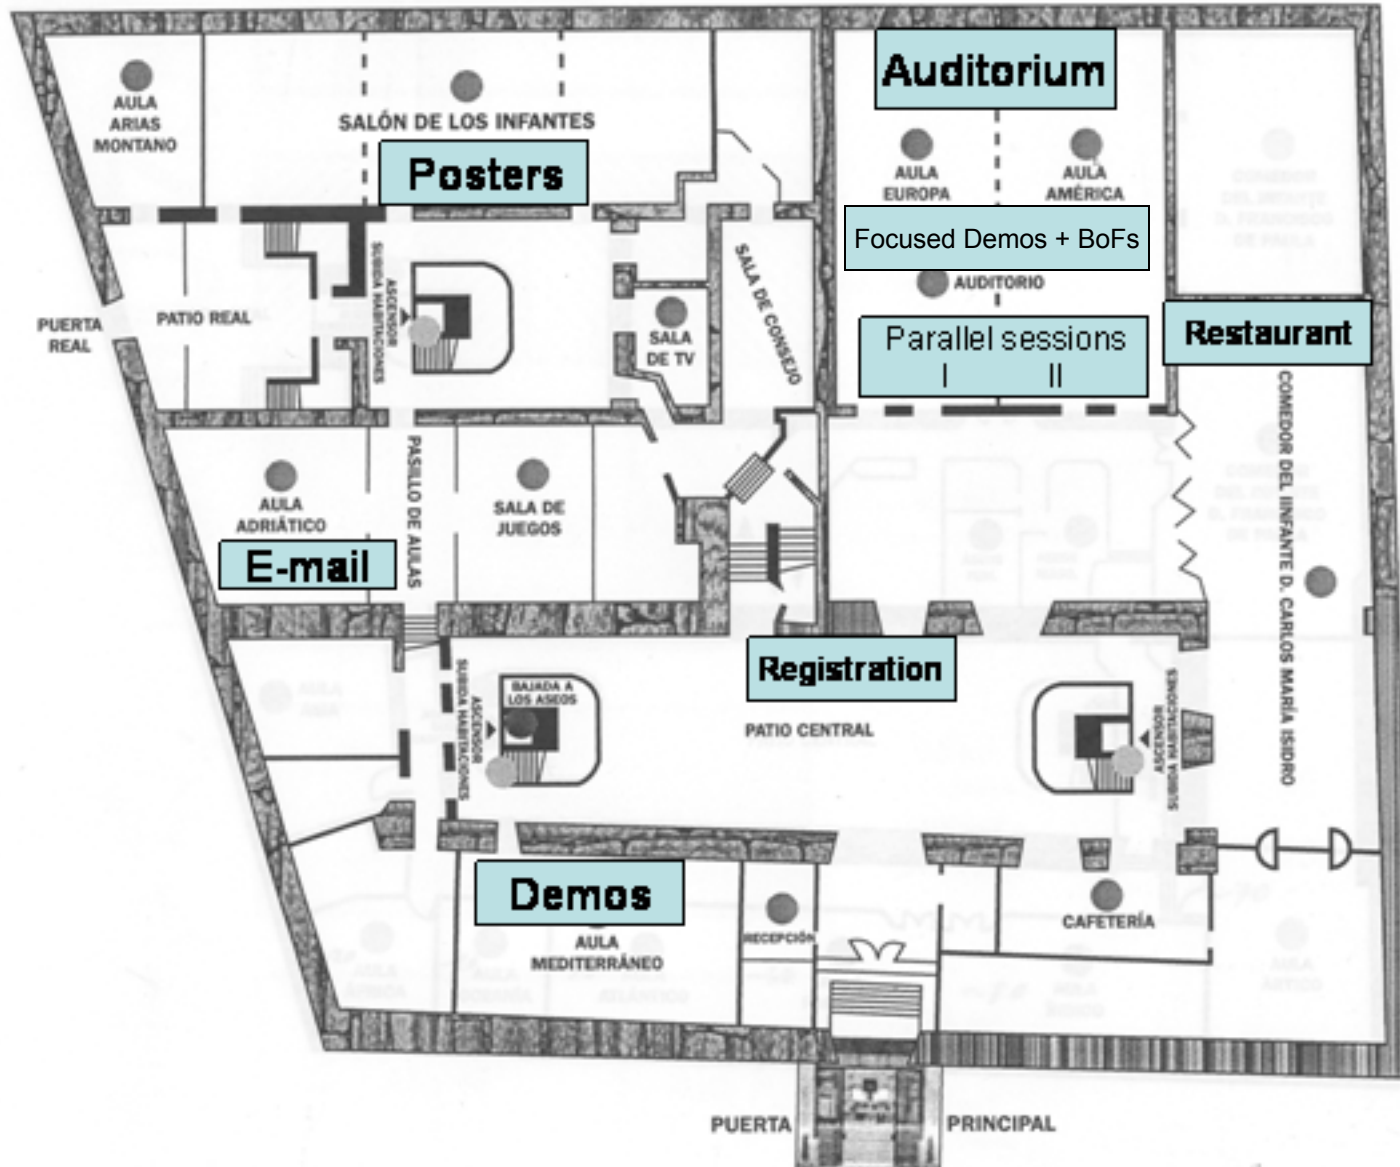 AULA
ARIAS
MONTANO
SALÓN DE LOS INFANTES
Posters
Auditorium
AULA
EUROPA
AULA
AMÉRICA
Focused Demos + BoFs
AUDITORIO
Parallel sessions
I II
Restaurant
PUERTA
REAL
PATIO REAL
ASCENSOR
SUBIDA HABITACIONES
SALA
DE TV
SALA DE CONSEJO
COMEDOR DEL IINFANTE D. CARLOS MARÍA ISIDRO
AULA
ADRIÁTICO
E-mail
PASILLO DE AULAS
SALA DE
JUEGOS
Registration
PATIO CENTRAL
ASCENSOR
SUBIDA HABITACIONES
BAJADA A
LOS ASEOS
ASCENSOR
SUBIDA HABITACIONES
Demos
AULA
MEDITERRÁNEO
RECEPCIÓN
CAFETERÍA
PUERTA PRINCIPAL